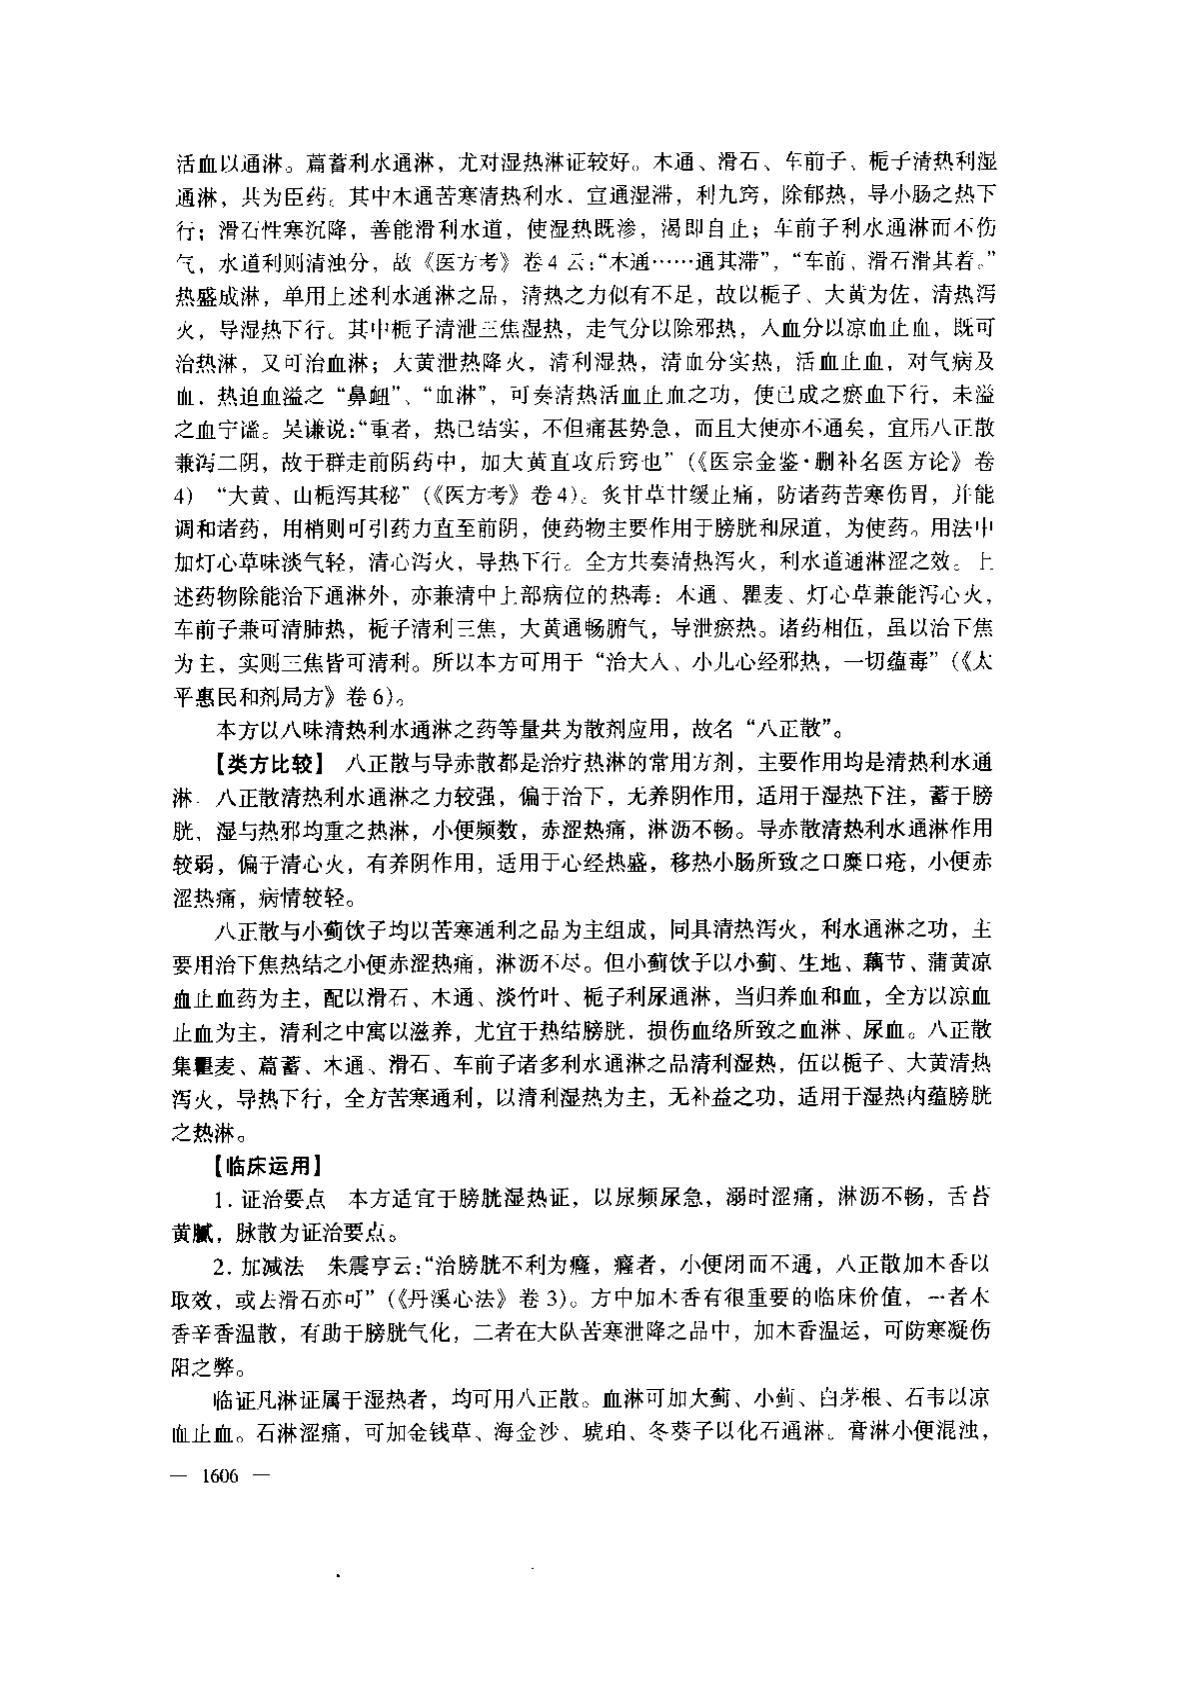 活血以通淋。萹蓄利水通淋，尤对湿热淋证较好。木通、滑石、车前子、栀子清热利湿
通淋，共为臣药。其中木通苦寒清热利水，宣通湿滞，利九窍，除郁热，导小肠之热下
行；滑石性寒沉降，善能滑利水道，使湿热既渗，渴即自止；车前子利水通淋而不伤
气，水道利则清浊分，故《医方考》卷4云：“木通……通其滞”，“车前、滑石滑其着。”
热盛成淋，单用上述利水通淋之品，清热之力似有不足，故以栀子、大黄为佐，清热泻
火，导湿热下行。其中栀子清泄三焦湿热，走气分以除邪热，入血分以凉血止血，既可
治热淋，又可治血淋；大黄泄热降火，清利湿热，清血分实热，活血止血，对气病及
血，热迫血溢之“鼻衄”、“血淋”，可奏清热活血止血之功，使已成之瘀血下行，未溢
之血宁谧。吴谦说：“重者，热已结实，不但痛甚势急，而且大便亦不通矣，宜用八正散
兼泻二阴，故于群走前阴药中，加大黄直攻后窍也”（《医宗金鉴·删补名医方论》卷
4）“大黄、山栀泻其秘”（《医方考》卷4）。炙甘草甘缓止痛，防诸药苦寒伤胃，并能
调和诸药，用梢则可引药力直至前阴，使药物主要作用于膀胱和尿道，为使药。用法中
加灯心草味淡气轻，清心泻火，导热下行。全方共奏清热泻火，利水道通淋涩之效。上
述药物除能治下通淋外，亦兼清中上部病位的热毒：木通、瞿麦、灯心草兼能泻心火，
车前子兼可清肺热，栀子清利三焦，大黄通畅腑气，导泄瘀热。诸药相伍，虽以治下焦
为主，实则三焦皆可清利。所以本方可用于“治大人、小儿心经邪热，一切蕴毒”（《太
平惠民和剂局方》卷6）。
本方以八味清热利水通淋之药等量共为散剂应用，故名“八正散”。
【类方比较】 八正散与导赤散都是治疗热淋的常用方剂，主要作用均是清热利水通
淋。八正散清热利水通淋之力较强，偏于治下，无养阴作用，适用于湿热下注，蓄于膀
胱、湿与热邪均重之热淋，小便频数，赤涩热痛，淋沥不畅。导赤散清热利水通淋作用
较弱，偏于清心火，有养阴作用，适用于心经热盛，移热小肠所致之口糜口疮，小便赤
涩热痛，病情较轻。
八正散与小蓟饮子均以苦寒通利之品为主组成，同具清热泻火，利水通淋之功，主
要用治下焦热结之小便赤涩热痛，淋沥不尽。但小蓟饮子以小蓟、生地、藕节、蒲黄凉
血止血药为主，配以滑石、木通、淡竹叶、栀子利尿通淋，当归养血和血，全方以凉血
止血为主，清利之中寓以滋养，尤宜于热结膀胱，损伤血络所致之血淋、尿血。八正散
集瞿麦、萹蓄、木通、滑石、车前子诸多利水通淋之品清利湿热，伍以栀子、大黄清热
泻火，导热下行，全方苦寒通利，以清利湿热为主，无补益之功，适用于湿热内蕴膀胱
之热淋。
【临床运用】
1. 证治要点 本方适宜于膀胱湿热证，以尿频尿急，溺时涩痛，淋沥不畅，舌苔
黄腻，脉散为证治要点。
2. 加减法 朱震亨云：“治膀胱不利为癃，癃者，小便闭而不通，八正散加木香以
取效，或去滑石亦可”（《丹溪心法》卷3）。方中加木香有很重要的临床价值，一者木
香辛香温散，有助于膀胱气化，二者在大队苦寒泄降之品中，加木香温运，可防寒凝伤
阳之弊。
临证凡淋证属于湿热者，均可用八正散。血淋可加大蓟、小蓟、白茅根、石韦以凉
血止血。石淋涩痛，可加金钱草、海金沙、琥珀、冬葵子以化石通淋。膏淋小便混浊，
— 1606 —